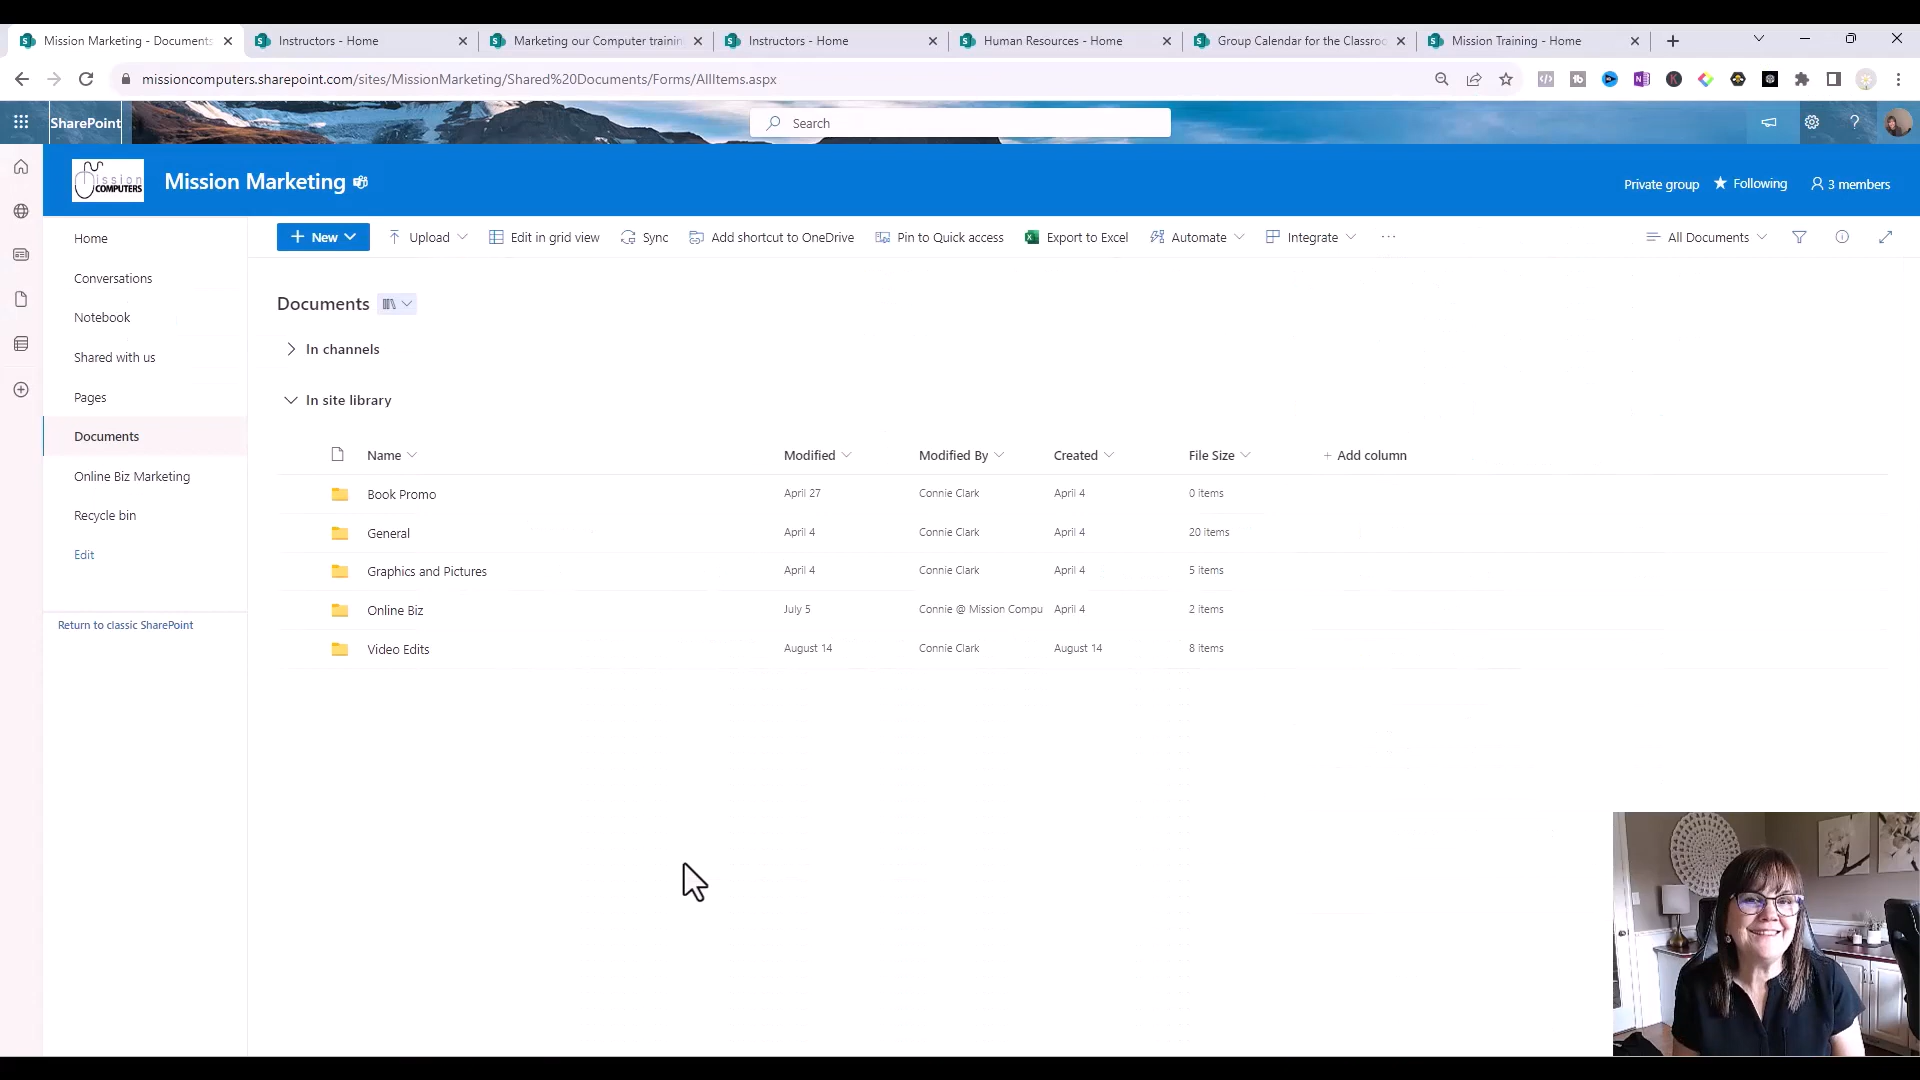 Mission Marketing - Documents
Instructors - Home
Marketing our Computer trainin
Instructors - Home
Human Resources - Home
Group Calendar for the Classroo
Mission Training - Home
missioncomputers.sharepoint.com/sites/MissionMarketing/Shared%20Documents/Forms/AllItems.aspx
SharePoint
Search
ission
COMPUTERS
Mission Marketing
Private group
Following
3 members
Home
Conversations
Notebook
Shared with us
Pages
Documents
Online Biz Marketing
Recycle bin
Edit
Return to classic SharePoint
+ New
Upload
Edit in grid view
Sync
Add shortcut to OneDrive
Pin to Quick access
Export to Excel
Automate
Integrate
...
All Documents
Documents
In channels
In site library
Name Modified Modified By Created File Size + Add column
Book Promo April 27 Connie Clark April 4 0 items
General April 4 Connie Clark April 4 20 items
Graphics and Pictures April 4 Connie Clark April 4 5 items
Online Biz July 5 Connie @ Mission Compu April 4 2 items
Video Edits August 14 Connie Clark August 14 8 items